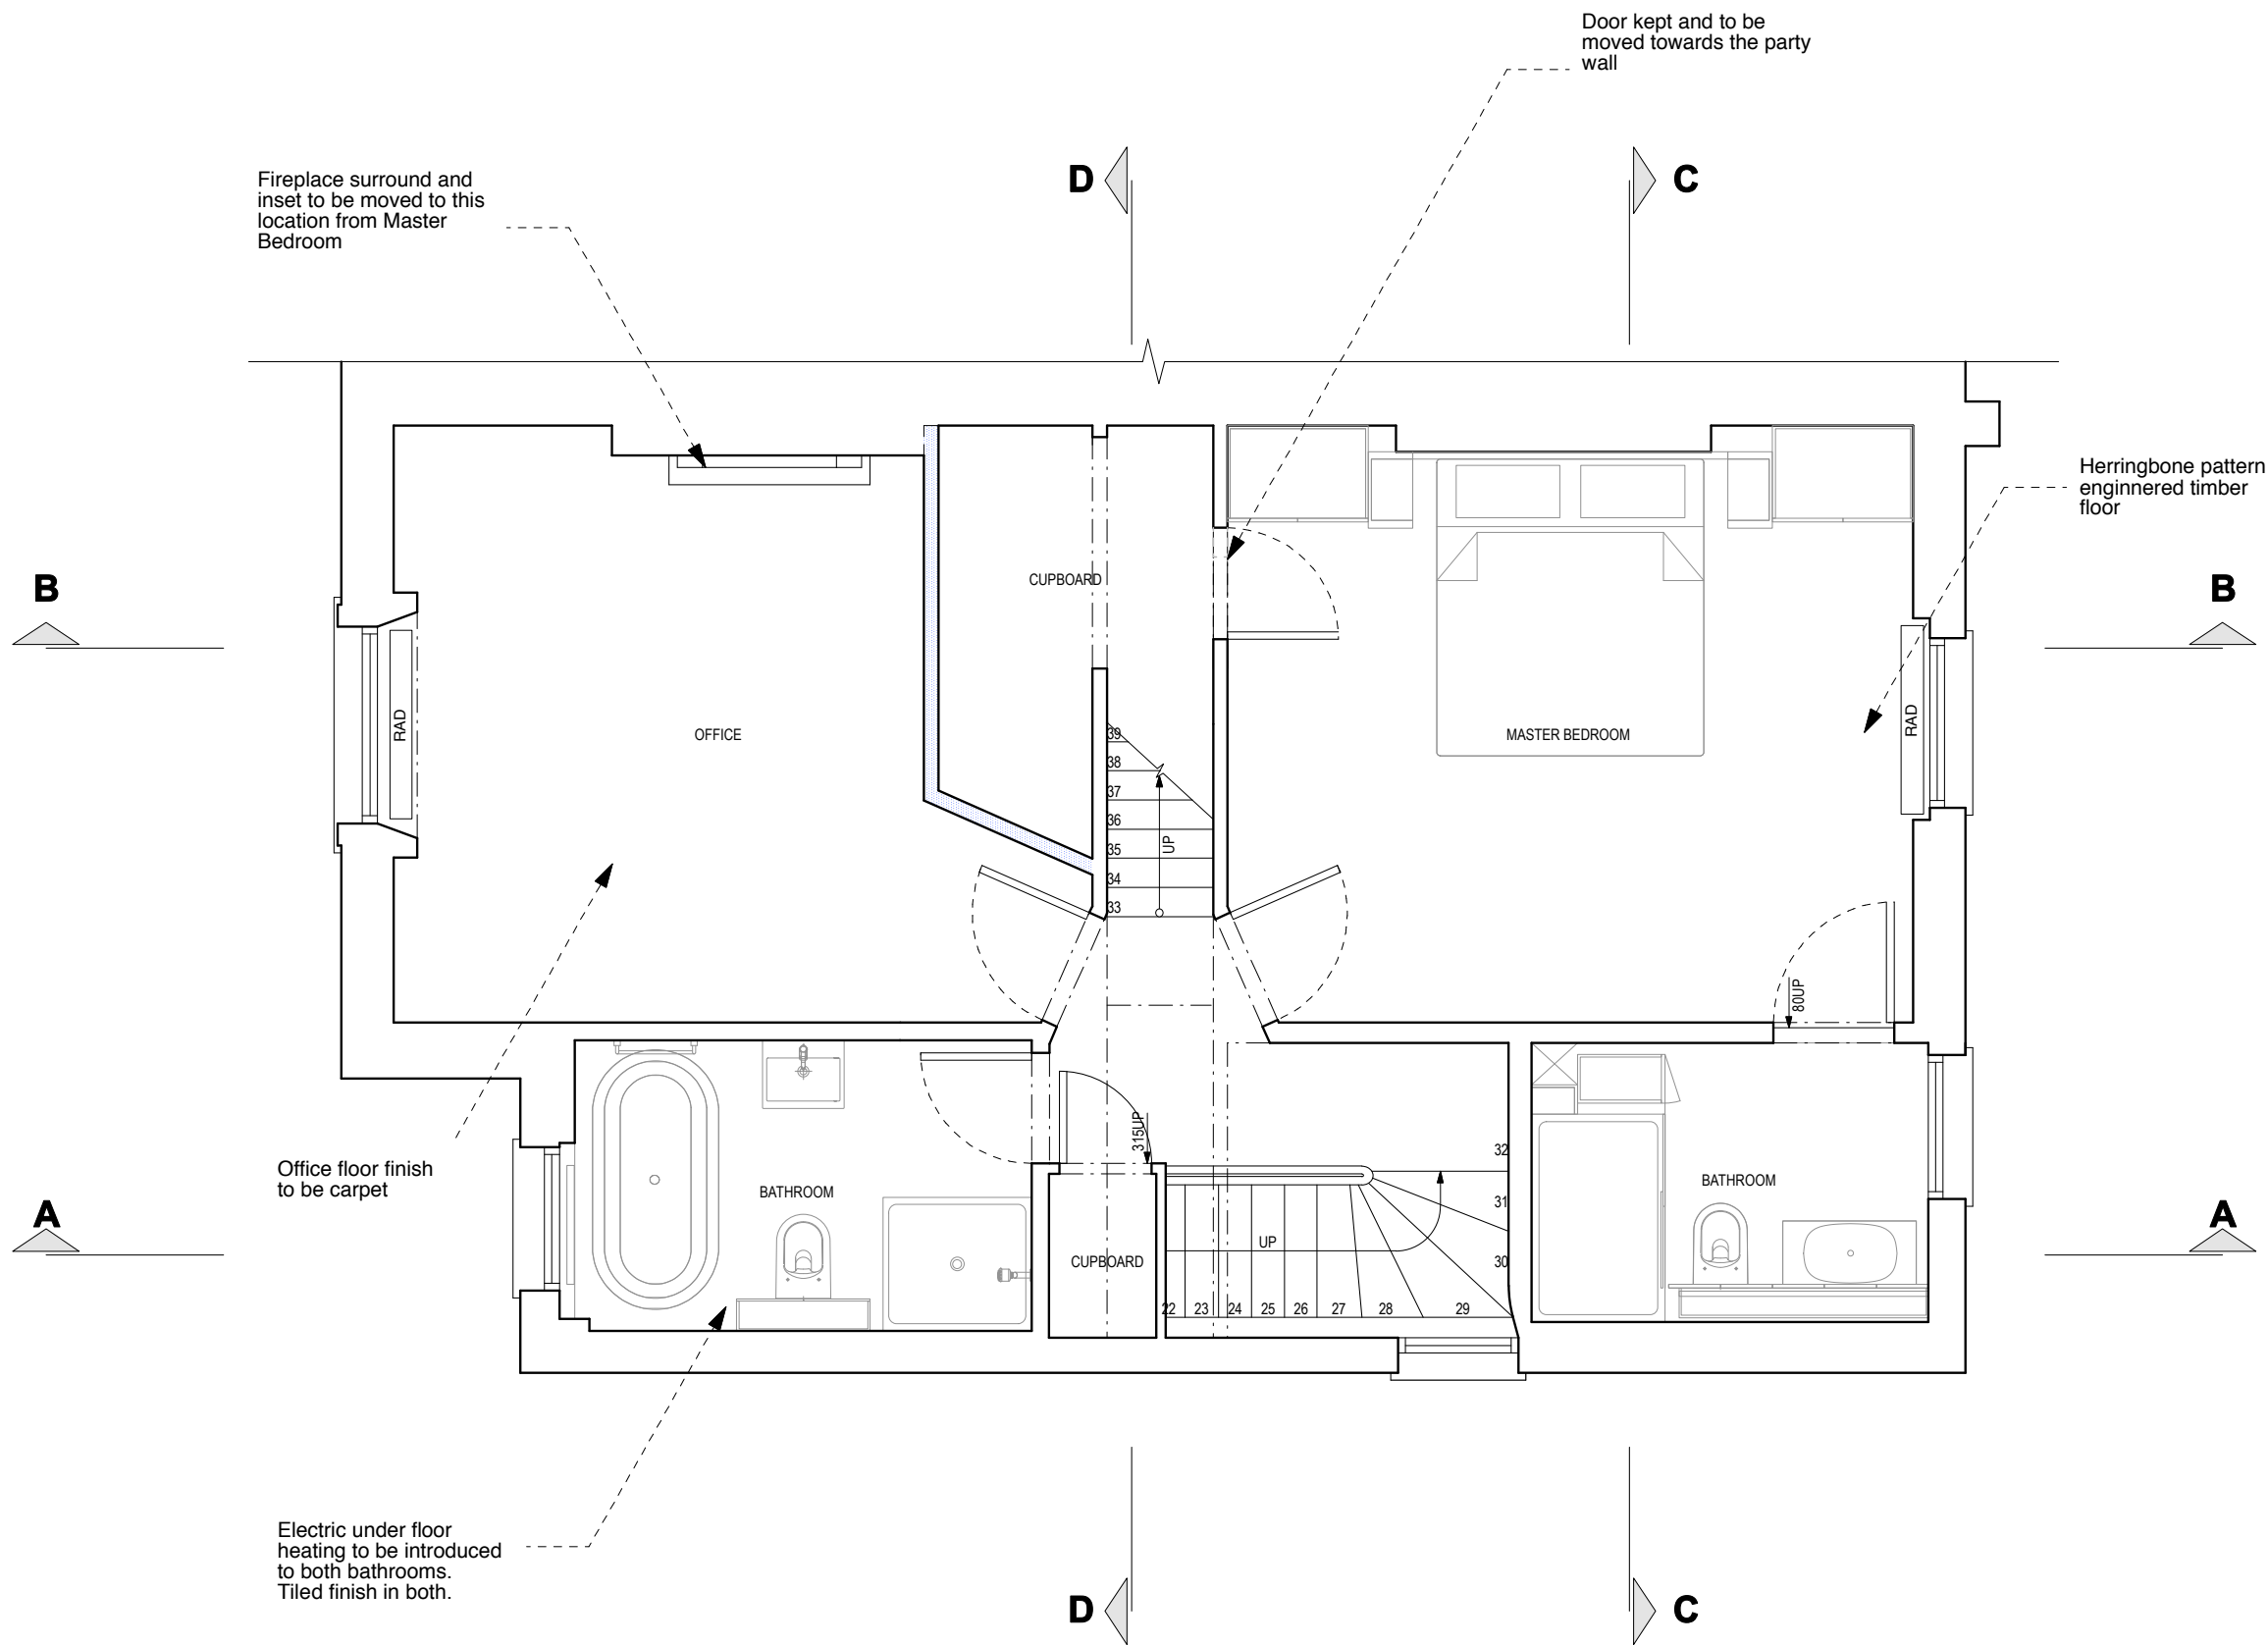 Door kept and to be
moved towards the party
wall
Fireplace surround and
inset to be moved to this
location from Master
Bedroom
D
C
Herringbone pattern
enginnered timber
floor
B
B
CUPBOARD
RAD
OFFICE
MASTER BEDROOM
RAD
39
38
37
36
35
34
33
UP
80UP
315UP
Office floor finish
to be carpet
BATHROOM
BATHROOM
32
31
30
A
A
UP
CUPBOARD
22
23
24
25
26
27
28
29
Electric under floor
heating to be introduced
to both bathrooms.
Tiled finish in both.
D
C